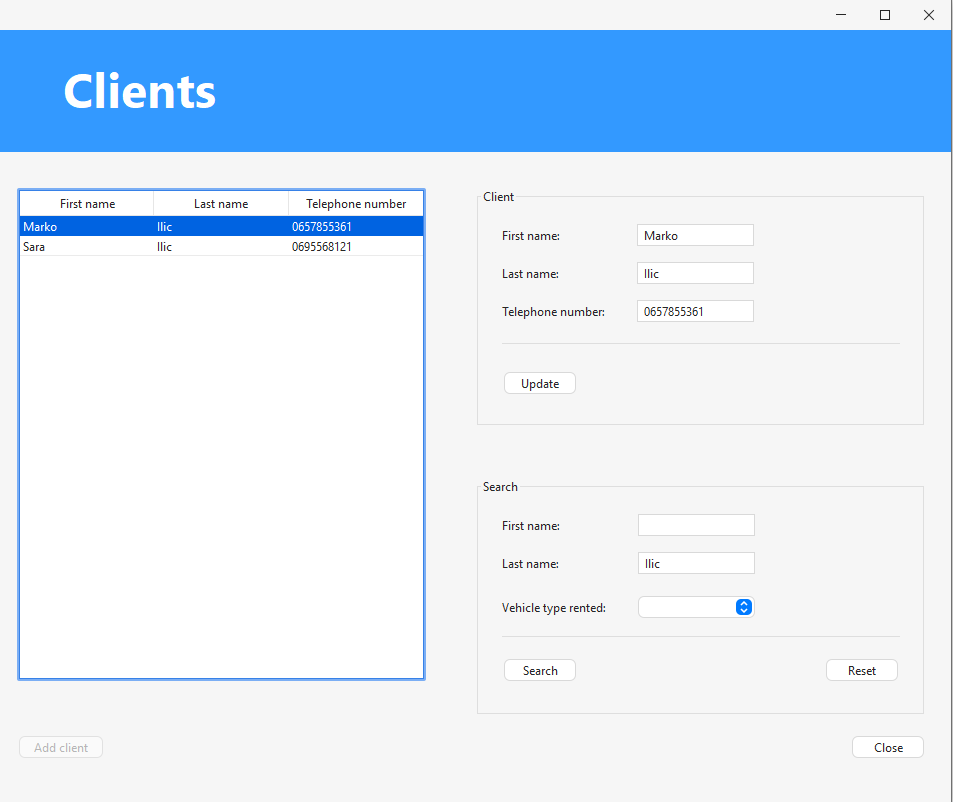 Clients
First name Last name Telephone number
Marko Ilic 0657855361
Sara Ilic 0695568121
Client
First name: Marko
Last name: Ilic
Telephone number: 0657855361
Update
Search
First name:
Last name: Ilic
Vehicle type rented:
Search Reset
Add client Close